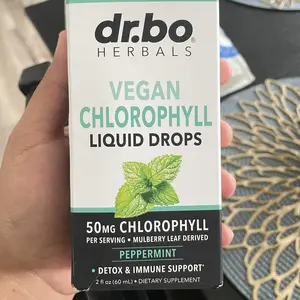 dr.bo
HERBALS
VEGAN
CHLOROPHYLL
LIQUID DROPS
50MG CHLOROPHYLL
PER SERVING • MULBERRY LEAF DERIVED
PEPPERMINT
• DETOX & IMMUNE SUPPORT*
2 fl oz (60 mL) • DIETARY SUPPLEMENT